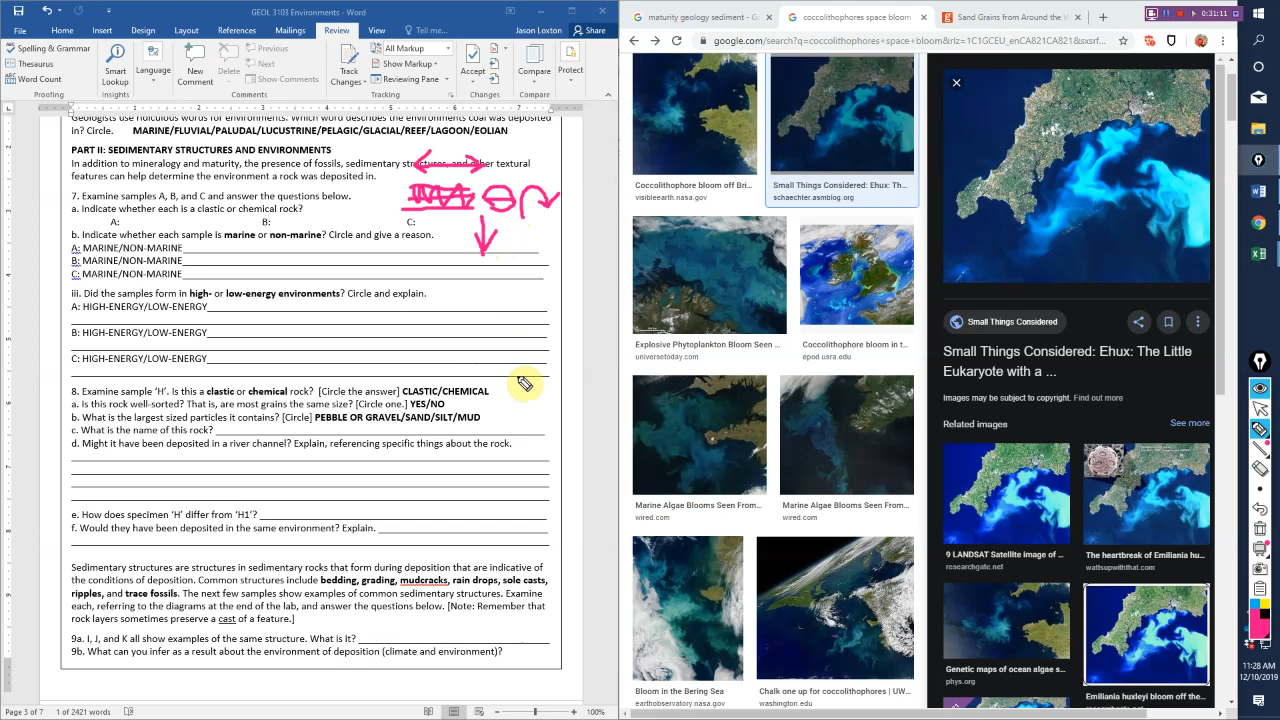 GEOL 3103 Environments - Word
Jason Loxton
Share
File
Home
Insert
Design
Layout
References
Mailings
Review
View
Tell me...
Spelling & Grammar
Thesaurus
Word Count
Proofing
Smart Lookup
Insights
Language
New Comment
Delete
Previous
Next
Show Comments
Comments
Track Changes
All Markup
Show Markup
Reviewing Pane
Tracking
Accept
Changes
Compare
Compare
Protect
Geologists use ridiculous words for environments. Which word describes the environments coal was deposited
in? Circle. MARINE/FLUVIAL/PALUDAL/LUCUSTRINE/PELAGIC/GLACIAL/REEF/LAGOON/EOLIAN
PART II: SEDIMENTARY STRUCTURES AND ENVIRONMENTS
In addition to mineralogy and maturity, the presence of fossils, sedimentary structures, and other textural
features can help determine the environment a rock was deposited in.
7. Examine samples A, B, and C and answer the questions below.
a. Indicate whether each is a clastic or chemical rock?
A: B: C:
b. Indicate whether each sample is marine or non-marine? Circle and give a reason.
A: MARINE/NON-MARINE
B: MARINE/NON-MARINE
C: MARINE/NON-MARINE
iii. Did the samples form in high- or low-energy environments? Circle and explain.
A: HIGH-ENERGY/LOW-ENERGY
B: HIGH-ENERGY/LOW-ENERGY
C: HIGH-ENERGY/LOW-ENERGY
8. Examine sample ‘H’. Is this a clastic or chemical rock? [Circle the answer] CLASTIC/CHEMICAL
a. Is this rock well-sorted? That is, are most grains the same size? [Circle one.] YES/NO
b. What is the largest sized particles it contains? [Circle] PEBBLE OR GRAVEL/SAND/SILT/MUD
c. What is the name of this rock?
d. Might it have been deposited in a river channel? Explain, referencing specific things about the rock.
e. How does specimen ‘H’ differ from ‘H1’?
f. Would they have been deposited in the same environment? Explain.
Sedimentary structures are structures in sedimentary rocks that form during deposition that are indicative of
the conditions of deposition. Common structures include bedding, grading, mudcracks, rain drops, sole casts,
ripples, and trace fossils. The next few samples show examples of common sedimentary structures. Examine
each, referring to the diagrams at the end of the lab, and answer the questions below. [Note: Remember that
rock layers sometimes preserve a cast of a feature.]
9a. I, J, and K all show examples of the same structure. What is it?
9b. What can you infer as a result about the environment of deposition (climate and environment)?
Page 3 of 7
1 of 2421 words
100%
maturity geology sediment - Go
coccolithophores space bloom
Sand Grains from Around the W
00:31:11
google.com/search?q=coccolithophores+space+bloom&rlz=1C1GCEU_enCA821CA821&sxsrf...
Coccolithophore bloom off Bri...
visibleearth.nasa.gov
Small Things Considered: Ehux: Th...
schaechter.asmblog.org
Explosive Phytoplankton Bloom Seen ...
universetoday.com
Coccolithophore bloom in t...
epod.usra.edu
Marine Algae Blooms Seen From...
wired.com
Marine Algae Blooms Seen From...
wired.com
Bloom in the Bering Sea
earthobservatory.nasa.gov
Chalk one up for coccolithophores | UW...
washington.edu
Small Things Considered
Small Things Considered: Ehux: The Little
Eukaryote with a ...
Images may be subject to copyright. Find out more
Related images
See more
9 LANDSAT Satellite image of ...
researchgate.net
The heartbreak of Emiliania hu...
wattsupwiththat.com
Genetic maps of ocean algae s...
phys.org
Emiliania huxleyi bloom off the...
11:28 AM
12/10/2019